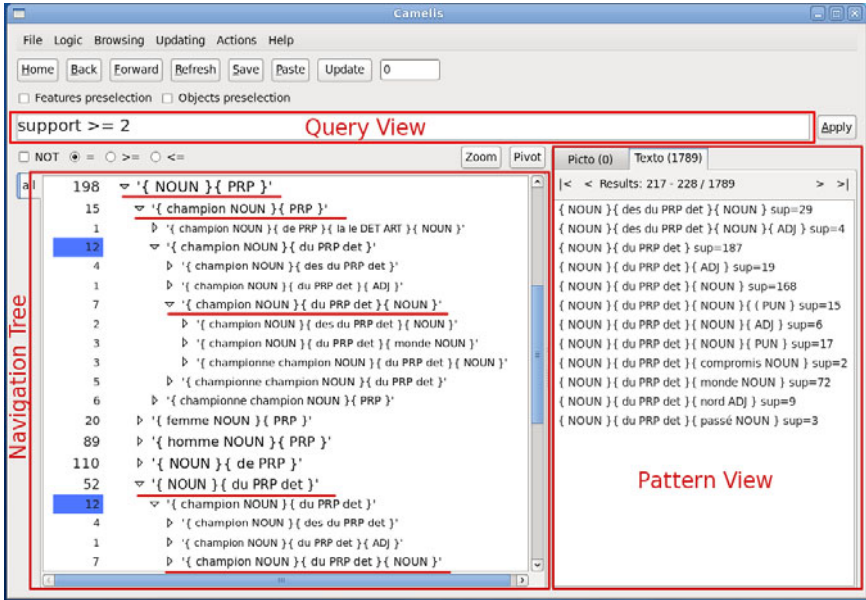 Camelis
File Logic Browsing Updating Actions Help
Home Back Forward Refresh Save Paste Update 0
Features preselection Objects preselection
support >= 2 Query View Apply
NOT = >= <= Zoom Pivot
Navigation Tree
198 '{ NOUN }{ PRP }'
15 '{ champion NOUN }{ PRP }'
1 '{ champion NOUN }{ de PRP }{ la le DET ART }{ NOUN }'
12 '{ champion NOUN }{ du PRP det }'
4 '{ champion NOUN }{ des du PRP det }'
1 '{ champion NOUN }{ du PRP det }{ ADJ }'
7 '{ champion NOUN }{ du PRP det }{ NOUN }'
2 '{ champion NOUN }{ des du PRP det }{ NOUN }'
3 '{ champion NOUN }{ du PRP det }{ monde NOUN }'
3 '{ championne champion NOUN }{ du PRP det }{ NOUN }'
5 '{ championne champion NOUN }{ du PRP det }'
6 '{ championne champion NOUN }{ PRP }'
20 '{ femme NOUN }{ PRP }'
89 '{ homme NOUN }{ PRP }'
110 '{ NOUN }{ de PRP }'
52 '{ NOUN }{ du PRP det }'
12 '{ champion NOUN }{ du PRP det }'
4 '{ champion NOUN }{ des du PRP det }'
1 '{ champion NOUN }{ du PRP det }{ ADJ }'
7 '{ champion NOUN }{ du PRP det }{ NOUN }'
Picto (0) Texto (1789)
|< < Results: 217 - 228 / 1789 > >|
{ NOUN }{ des du PRP det }{ NOUN } sup=29
{ NOUN }{ des du PRP det }{ NOUN }{ ADJ } sup=4
{ NOUN }{ du PRP det } sup=187
{ NOUN }{ du PRP det }{ ADJ } sup=19
{ NOUN }{ du PRP det }{ NOUN } sup=168
{ NOUN }{ du PRP det }{ NOUN }{ ( PUN } sup=15
{ NOUN }{ du PRP det }{ NOUN }{ ADJ } sup=6
{ NOUN }{ du PRP det }{ NOUN }{ PUN } sup=17
{ NOUN }{ du PRP det }{ compromis NOUN } sup=2
{ NOUN }{ du PRP det }{ monde NOUN } sup=72
{ NOUN }{ du PRP det }{ nord ADJ } sup=9
{ NOUN }{ du PRP det }{ passé NOUN } sup=3
Pattern View